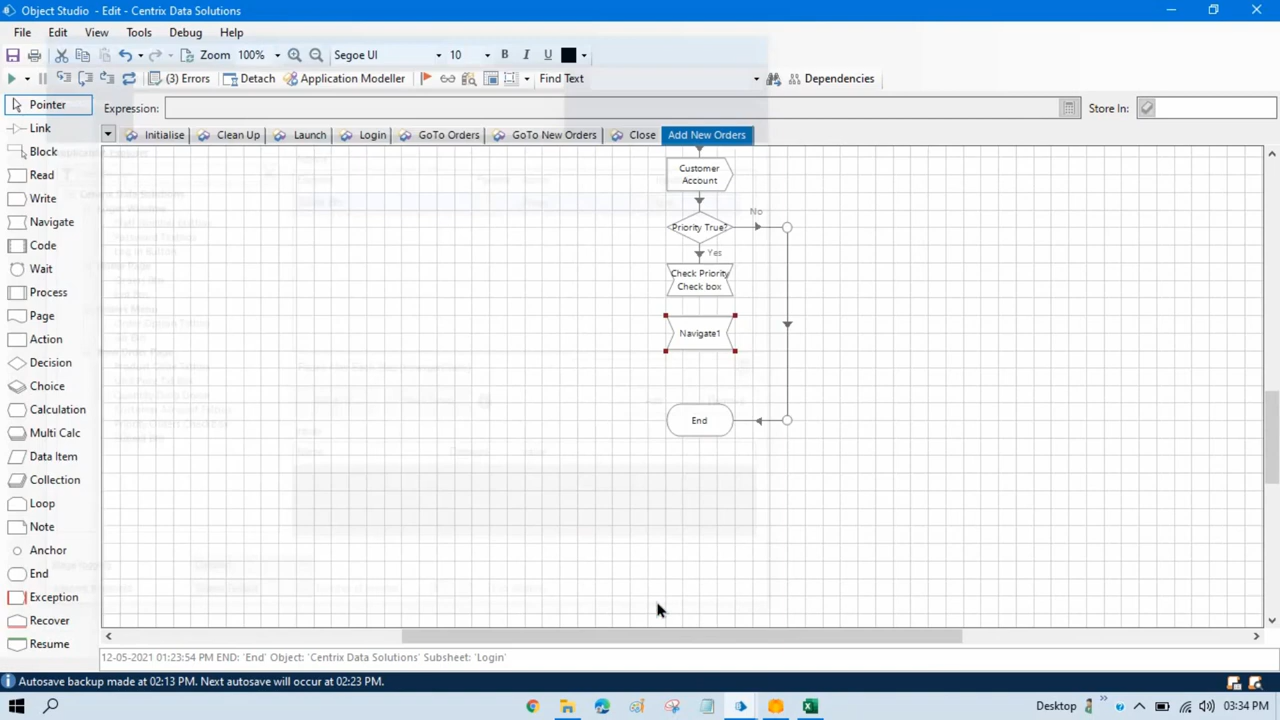 Object Studio - Edit - Centrix Data Solutions
File Edit View Tools Debug Help
Zoom 100% Segoe UI 10 B I U
(3) Errors Detach Application Modeller Find Text Dependencies
Pointer
Expression: Store In:
Link
Initialise Clean Up Launch Login GoTo Orders GoTo New Orders Close Add New Orders
Block
Read
Write
Navigate
Code
Wait
Process
Page
Action
Decision
Choice
Calculation
Multi Calc
Data Item
Collection
Loop
Note
Anchor
End
Exception
Recover
Resume
Customer
Account
No
Priority True?
Yes
Check Priority
Check box
Navigate1
End
12-05-2021 01:23:54 PM END: 'End' Object: 'Centrix Data Solutions' Subsheet: 'Login'
Autosave backup made at 02:13 PM. Next autosave will occur at 02:23 PM.
Desktop 03:34 PM